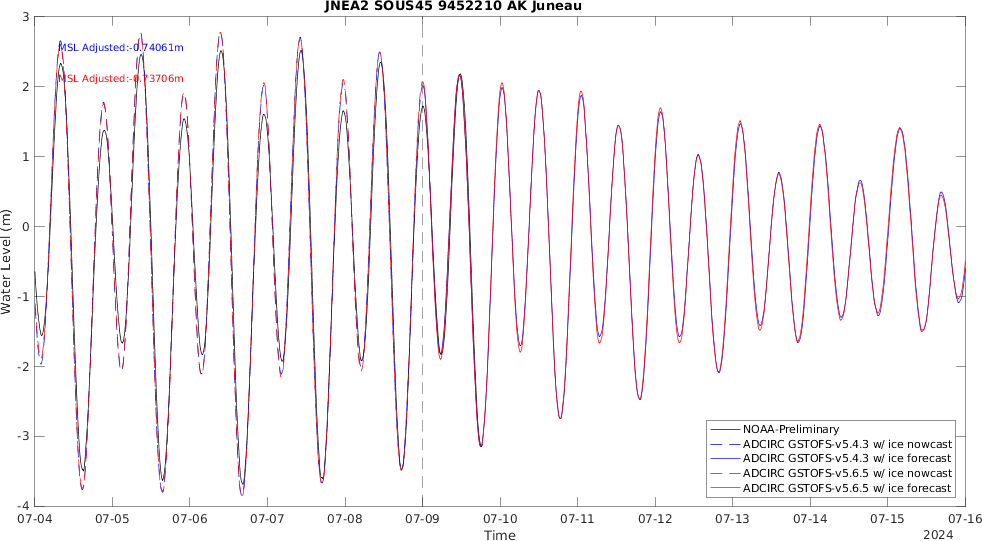 JNEA2 SOUS45 9452210 AK Juneau
3
MSL Adjusted:-0.74061m
MSL Adjusted:-0.73706m
2
1
0
-1
-2
-3
-4
Water Level (m)
NOAA-Preliminary
ADCIRC GSTOFS-v5.4.3 w/ ice nowcast
ADCIRC GSTOFS-v5.4.3 w/ ice forecast
ADCIRC GSTOFS-v5.6.5 w/ ice nowcast
ADCIRC GSTOFS-v5.6.5 w/ ice forecast
07-04 07-05 07-06 07-07 07-08 07-09 07-10 07-11 07-12 07-13 07-14 07-15 07-16
Time
2024